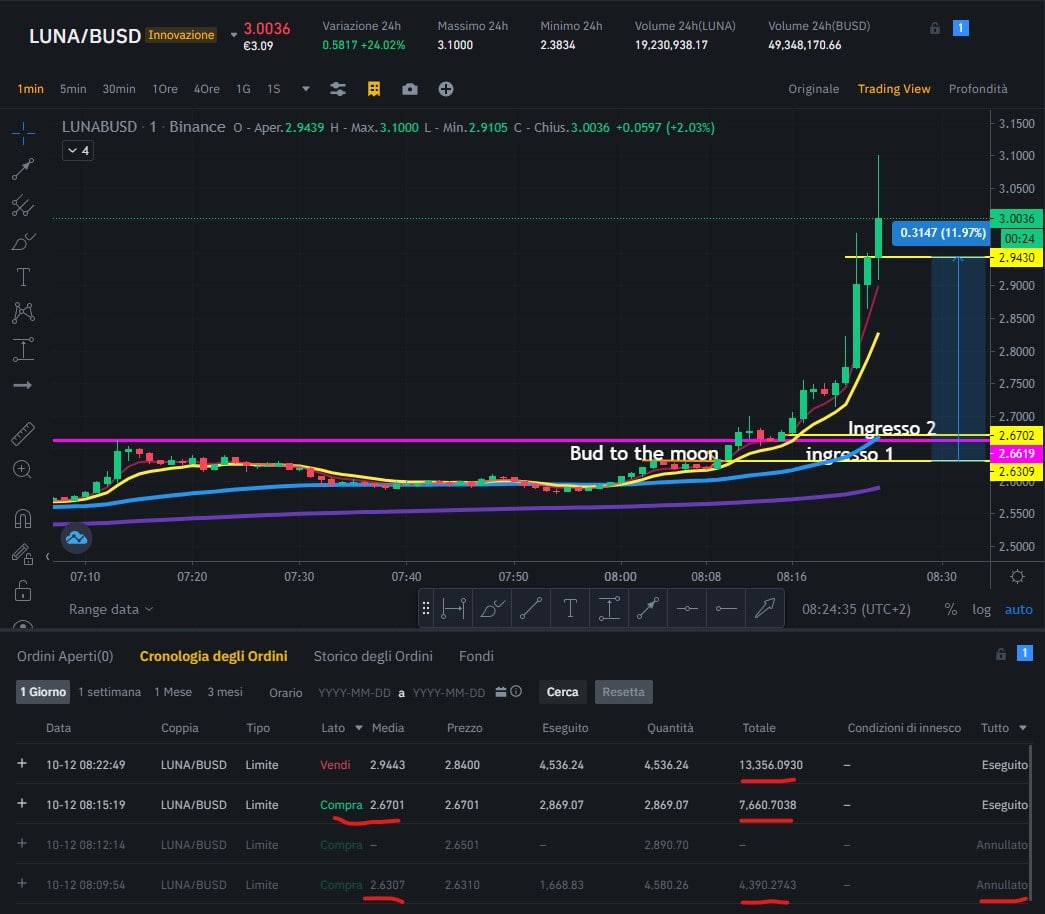 LUNA/BUSD Innovazione 3.0036 €3.09
Variazione 24h 0.5817 +24.02%
Massimo 24h 3.1000
Minimo 24h 2.3834
Volume 24h(LUNA) 19,230,938.17
Volume 24h(BUSD) 49,348,170.66
1
1min 5min 30min 1Ore 4Ore 1G 1S Originale Trading View Profondità
LUNABUSD · 1 · Binance O - Aper.2.9439 H - Max.3.1000 L - Min.2.9105 C - Chius.3.0036 +0.0597 (+2.03%)
4
3.1500
3.1000
3.0500
3.0036
0.3147 (11.97%)
00:24
2.9430
2.9000
2.8500
2.8000
2.7500
2.7000
Ingresso 2
2.6702
Bud to the moon
ingresso 1
2.6619
2.6309
2.6000
2.5500
2.5000
07:10 07:20 07:30 07:40 07:50 08:00 08:08 08:16 08:30
Range data 08:24:35 (UTC+2) % log auto
Ordini Aperti(0) Cronologia degli Ordini Storico degli Ordini Fondi 1
1 Giorno 1 settimana 1 Mese 3 mesi Orario YYYY-MM-DD a YYYY-MM-DD Cerca Resetta
Data Coppia Tipo Lato Media Prezzo Eseguito Quantità Totale Condizioni di innesco Tutto
+ 10-12 08:22:49 LUNA/BUSD Limite Vendi 2.9443 2.8400 4,536.24 4,536.24 13,356.0930 – Eseguito
+ 10-12 08:15:19 LUNA/BUSD Limite Compra 2.6701 2.6701 2,869.07 2,869.07 7,660.7038 – Eseguito
+ 10-12 08:12:14 LUNA/BUSD Limite Compra – 2.6501 – 2,890.70 – – Annullato
+ 10-12 08:09:54 LUNA/BUSD Limite Compra 2.6307 2.6310 1,668.83 4,580.26 4,390.2743 – Annullato